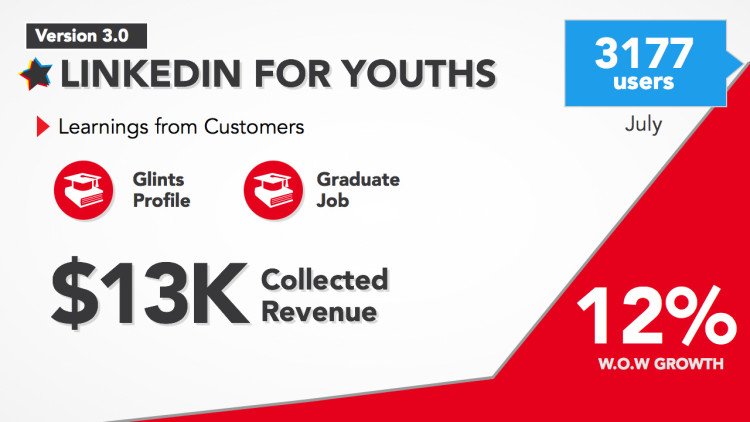 Version 3.0
LINKEDIN FOR YOUTHS
Learnings from Customers
Glints
Profile
Graduate
Job
$13K
Collected
Revenue
3177
users
July
12%
W.O.W GROWTH